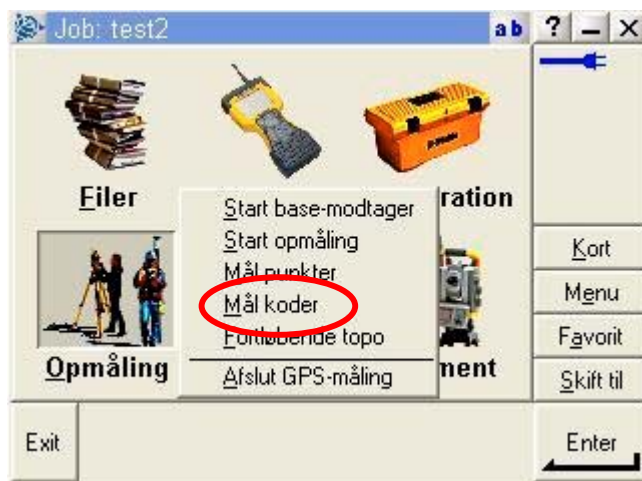 Job: test2
ab
?
Filer
ration
Start base-modtager
Start opmåling
Mål punkter
Mål koder
Fortløbende topo
Afslut GPS-måling
Opmåling
ment
Kort
Menu
Favorit
Skift til
Exit
Enter